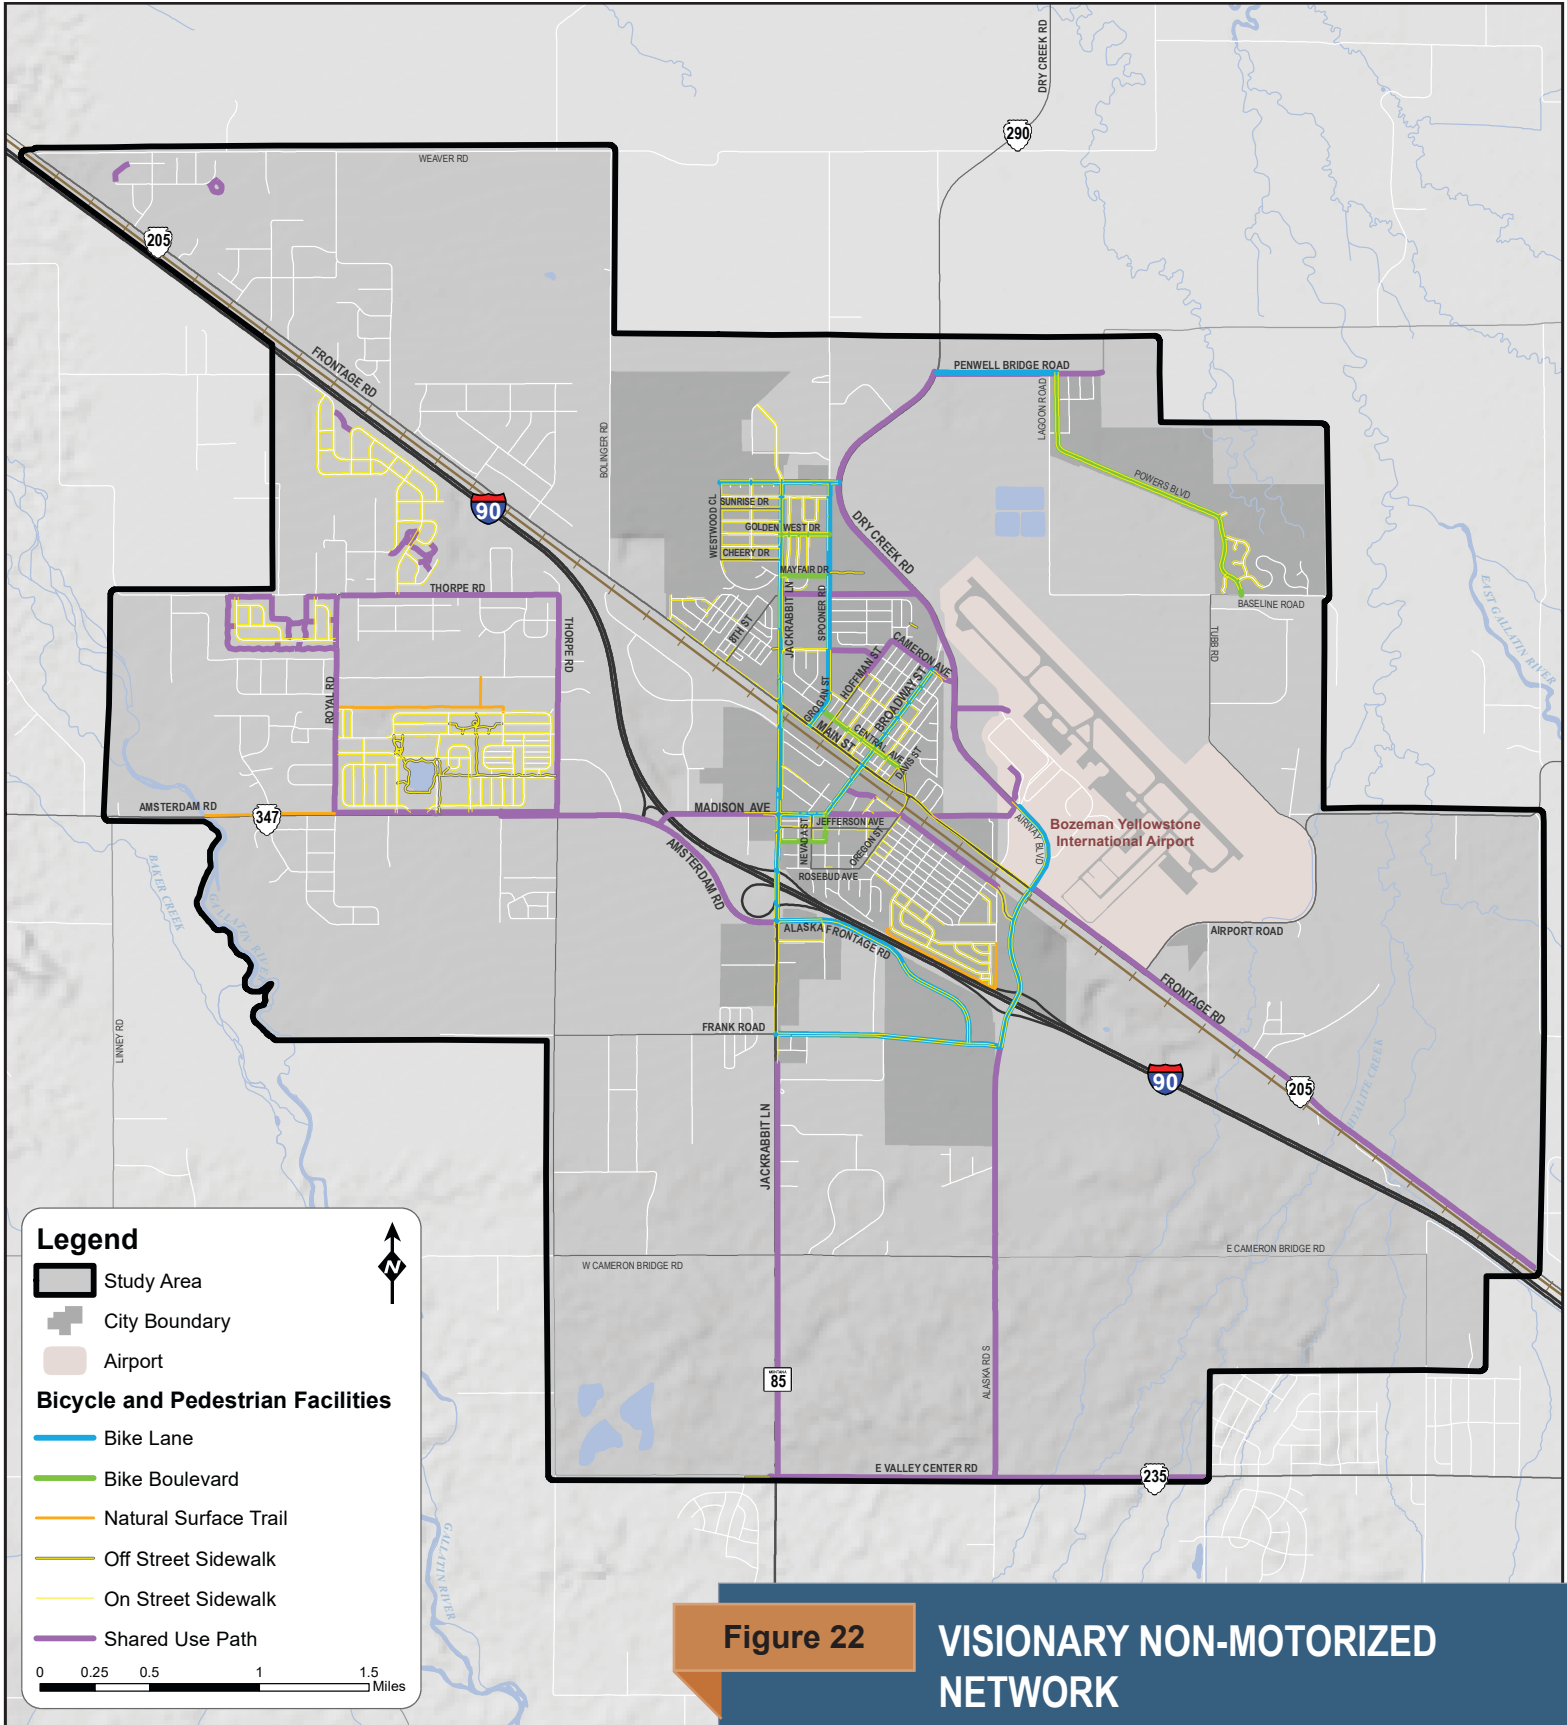 DRY CREEK RD
290
WEAVER RD
205
FRONTAGE RD
PENWELL BRIDGE ROAD
LAGOON ROAD
BOLINGER RD
POWERS BLVD
90
SUNRISE DR
WESTWOOD CL
GOLDEN WEST DR
CHEERY DR
MAYFAIR DR
DRY CREEK RD
THORPE RD
JACKRABBIT LN
SPOONER RD
8TH ST
BASELINE ROAD
TUBB RD
EAST GALLATIN RIVER
THORPE RD
CAMERON AVE
HOFFMAN ST
BROADWAY ST
ROYAL RD
GROGAN ST
MAIN ST
CENTRAL AVE
DAVIS ST
AMSTERDAM RD
347
MADISON AVE
JEFFERSON AVE
NEVADA ST
OREGON ST
ROSEBUD AVE
AIRWAY BLVD
Bozeman Yellowstone
International Airport
AMSTERDAM RD
BAKER CREEK
GALLATIN RIVER
ALASKA FRONTAGE RD
AIRPORT ROAD
FRONTAGE RD
FRANK ROAD
LINNEY RD
90
205
HYALITE CREEK
JACKRABBIT LN
W CAMERON BRIDGE RD
E CAMERON BRIDGE RD
MONTANA
85
ALASKA RD S
E VALLEY CENTER RD
235
GALLATIN RIVER
Legend
N
Study Area
City Boundary
Airport
Bicycle and Pedestrian Facilities
Bike Lane
Bike Boulevard
Natural Surface Trail
Off Street Sidewalk
On Street Sidewalk
Shared Use Path
0 0.25 0.5 1 1.5
Miles
Figure 22
VISIONARY NON-MOTORIZED
NETWORK